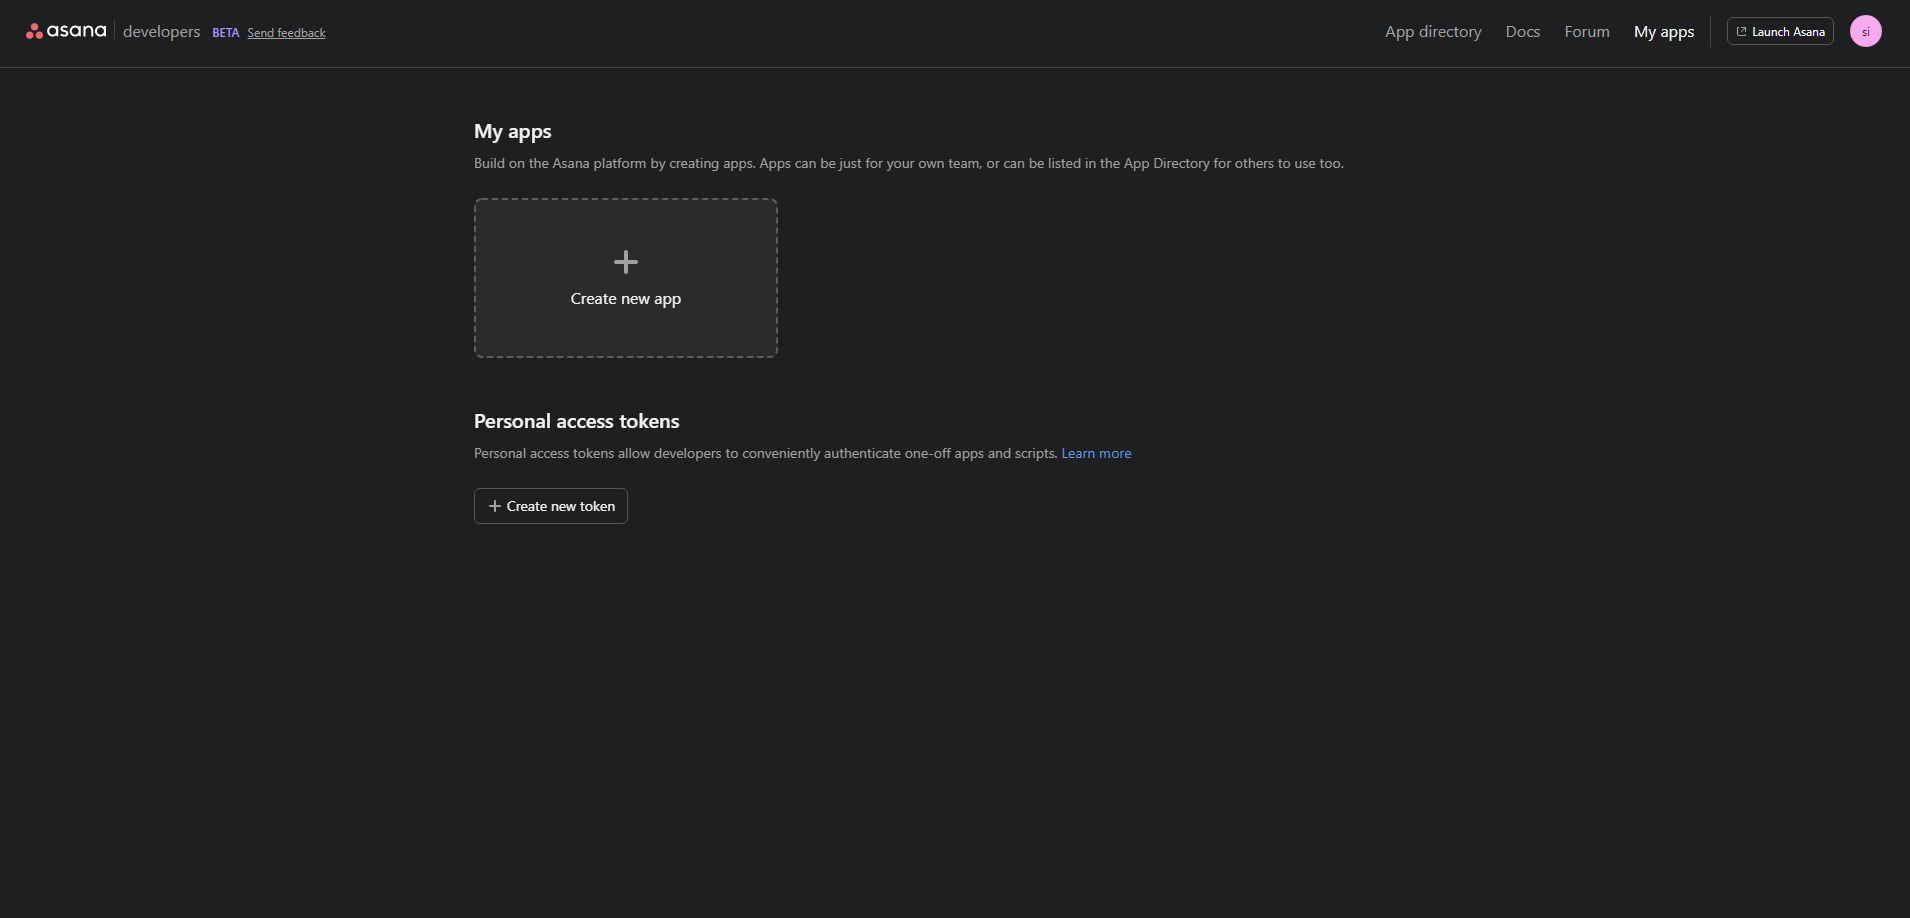 asana developers BETA Send feedback
App directory Docs Forum My apps Launch Asana si
My apps
Build on the Asana platform by creating apps. Apps can be just for your own team, or can be listed in the App Directory for others to use too.
Create new app
Personal access tokens
Personal access tokens allow developers to conveniently authenticate one-off apps and scripts. Learn more
Create new token